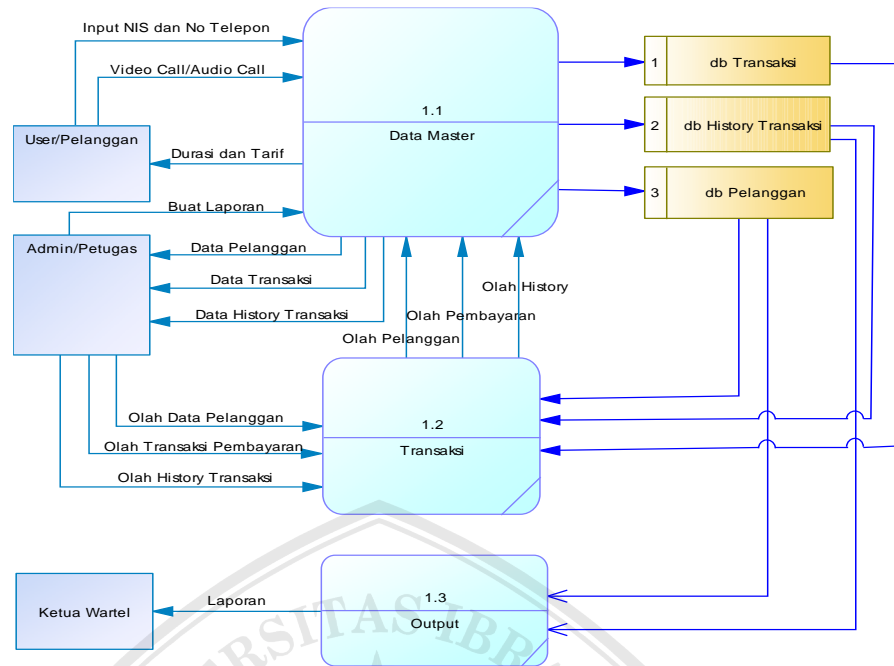 Input NIS dan No Telepon
Video Call/Audio Call
User/Pelanggan
Durasi dan Tarif
1.1
Data Master
1
db Transaksi
2
db History Transaksi
3
db Pelanggan
Buat Laporan
Admin/Petugas
Data Pelanggan
Data Transaksi
Data History Transaksi
Olah History
Olah Pembayaran
Olah Pelanggan
Olah Data Pelanggan
Olah Transaksi Pembayaran
Olah History Transaksi
1.2
Transaksi
Ketua Wartel
Laporan
1.3
Output
ERSITAS IBR